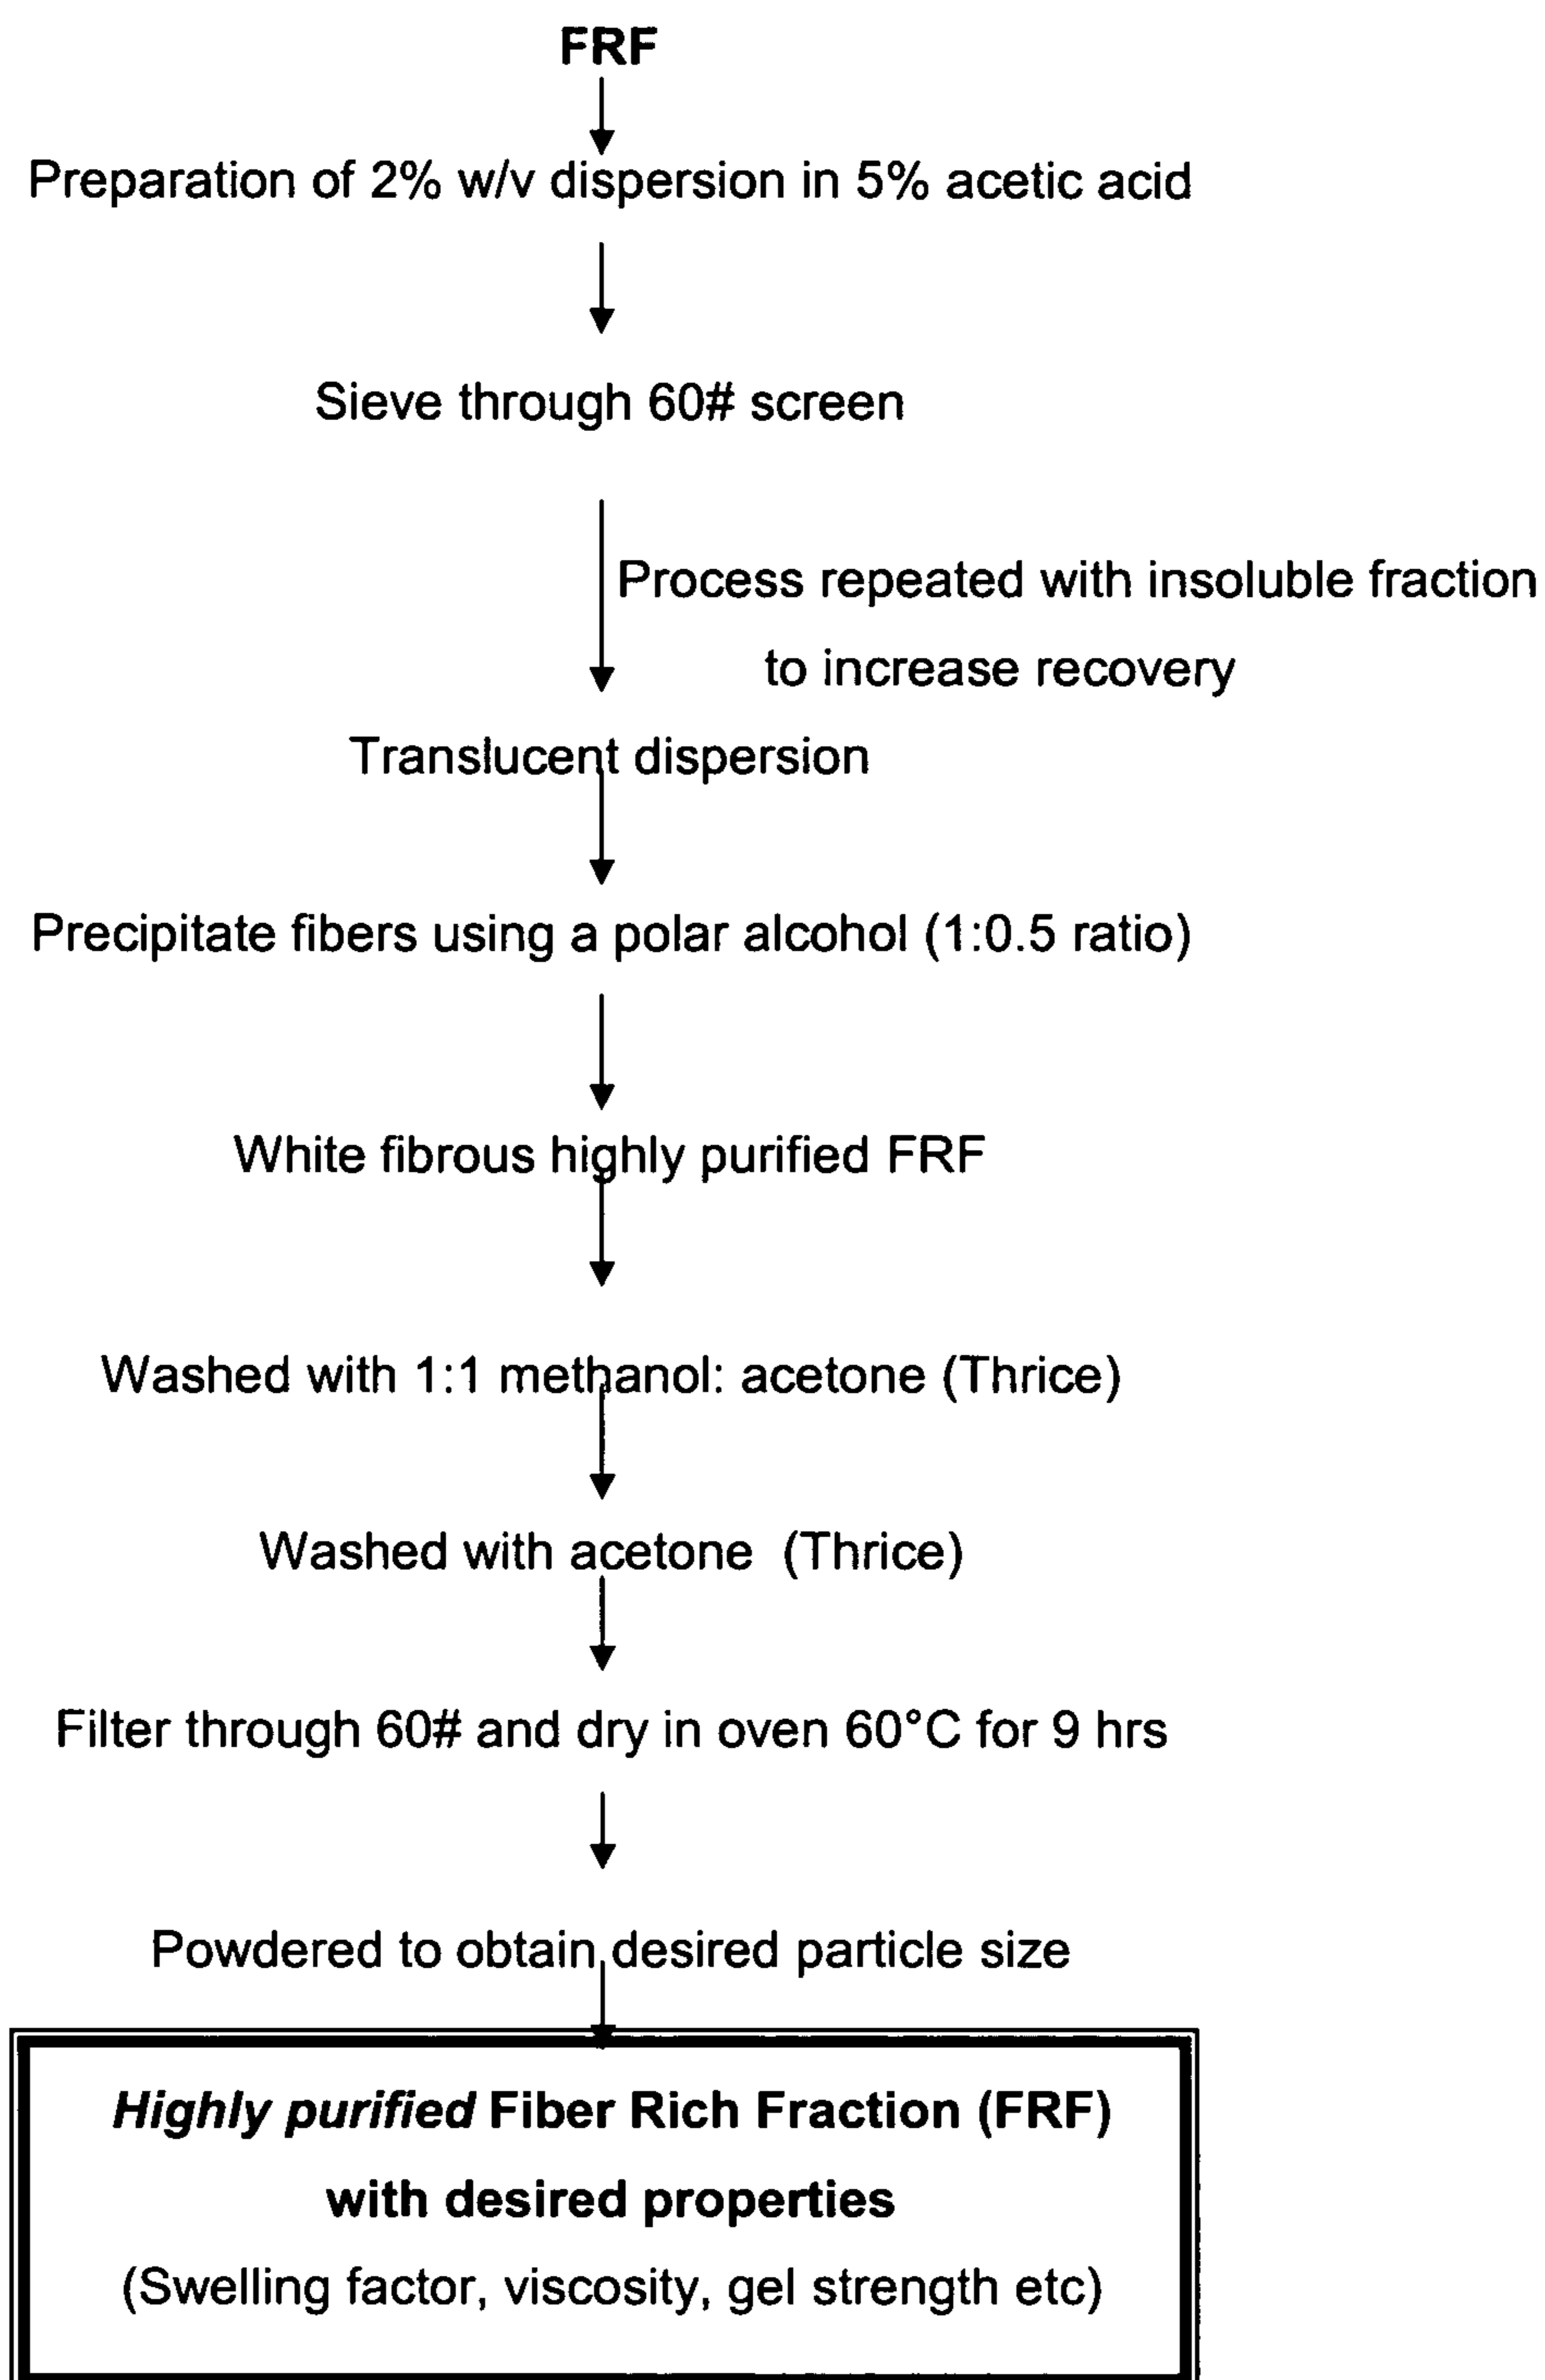 FRF
Preparation of 2% w/v dispersion in 5% acetic acid
Sieve through 60# screen
Process repeated with insoluble fraction
to increase recovery
Translucent dispersion
Precipitate fibers using a polar alcohol (1:0.5 ratio)
White fibrous highly purified FRF
Washed with 1:1 methanol: acetone (Thrice)
Washed with acetone (Thrice)
Filter through 60# and dry in oven 60°C for 9 hrs
Powdered to obtain desired particle size
Highly purified Fiber Rich Fraction (FRF)
with desired properties
(Swelling factor, viscosity, gel strength etc)